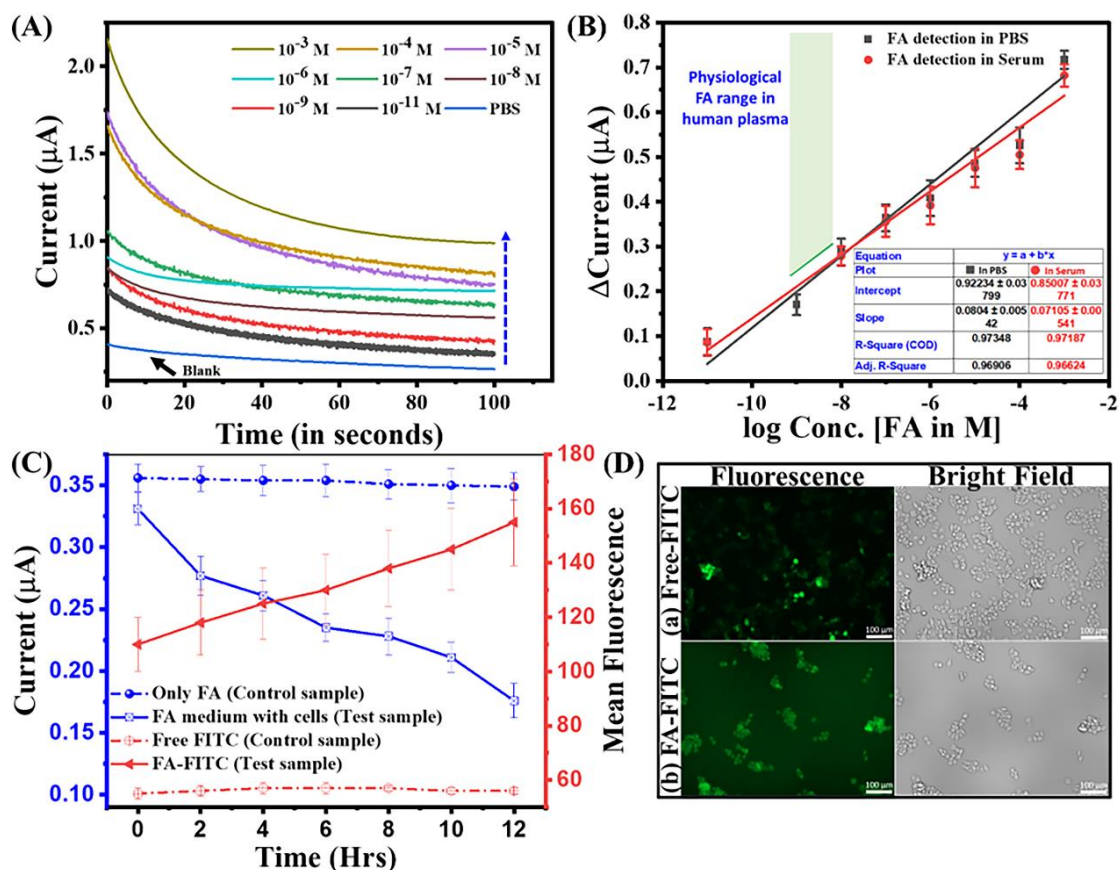 (A)
10⁻³ M 10⁻⁴ M 10⁻⁵ M
10⁻⁶ M 10⁻⁷ M 10⁻⁸ M
10⁻⁹ M 10⁻¹¹ M PBS
Blank
2.0
1.5
1.0
0.5
Current (µA)
0 20 40 60 80 100
Time (in seconds)
(B)
FA detection in PBS
FA detection in Serum
Physiological
FA range in
human plasma
0.8
0.7
0.6
0.5
0.4
0.3
0.2
0.1
0.0
ΔCurrent (µA)
Equation y = a + b*x
Plot In PBS In Serum
Intercept 0.92234 ± 0.03799 0.85007 ± 0.03771
Slope 0.0804 ± 0.00542 0.07105 ± 0.00541
R-Square (COD) 0.97348 0.97187
Adj. R-Square 0.96906 0.96624
-12 -10 -8 -6 -4 -2
log Conc. [FA in M]
(C)
0.35
0.30
0.25
0.20
0.15
0.10
Current (µA)
Only FA (Control sample)
FA medium with cells (Test sample)
Free FITC (Control sample)
FA-FITC (Test sample)
180
160
140
120
100
80
60
Mean Fluorescence
0 2 4 6 8 10 12
Time (Hrs)
(D)
Fluorescence Bright Field
(a) Free-FITC
100 µm 100 µm
(b) FA-FITC
100 µm 100 µm